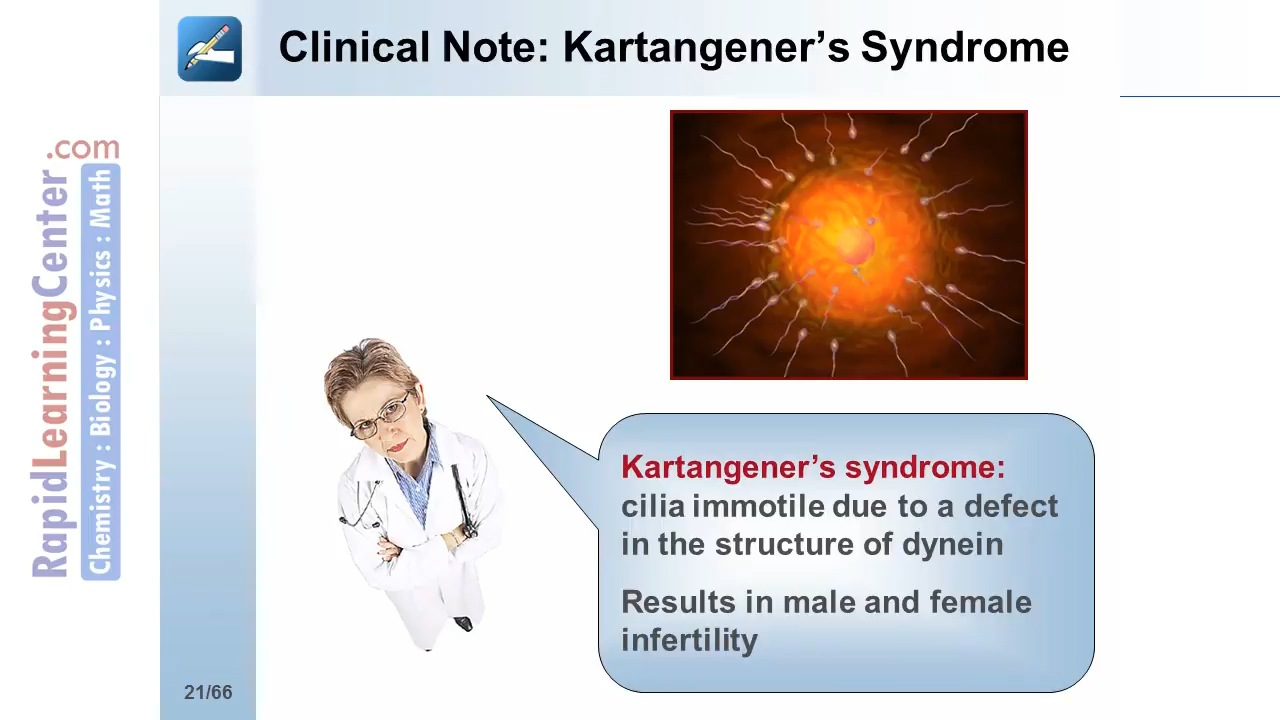 Clinical Note: Kartangener’s Syndrome
RapidLearningCenter.com
Chemistry : Biology : Physics : Math
Kartangener’s syndrome:
cilia immotile due to a defect
in the structure of dynein
Results in male and female
infertility
21/66